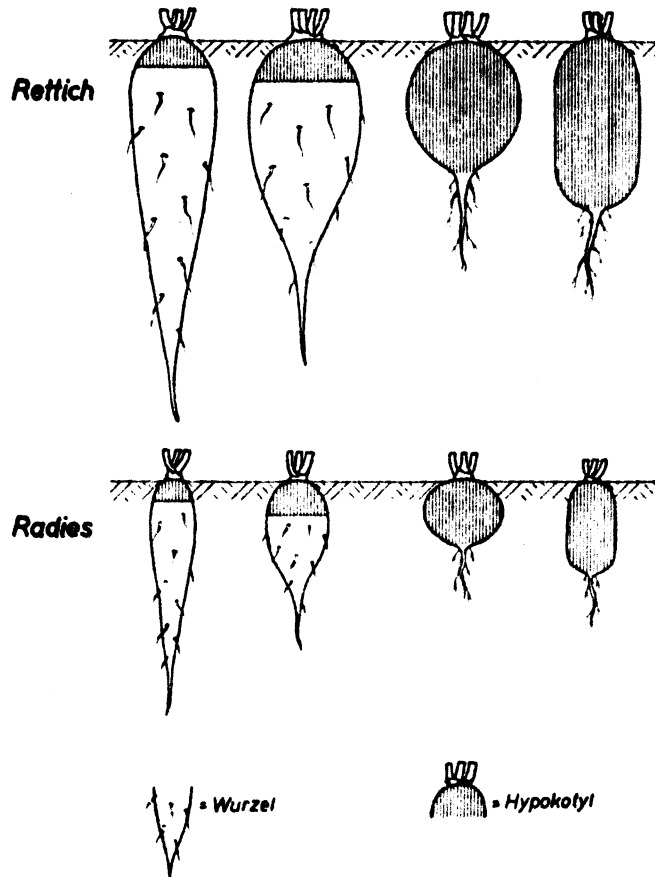 Rettich
Radies
= Wurzel
= Hypokotyl